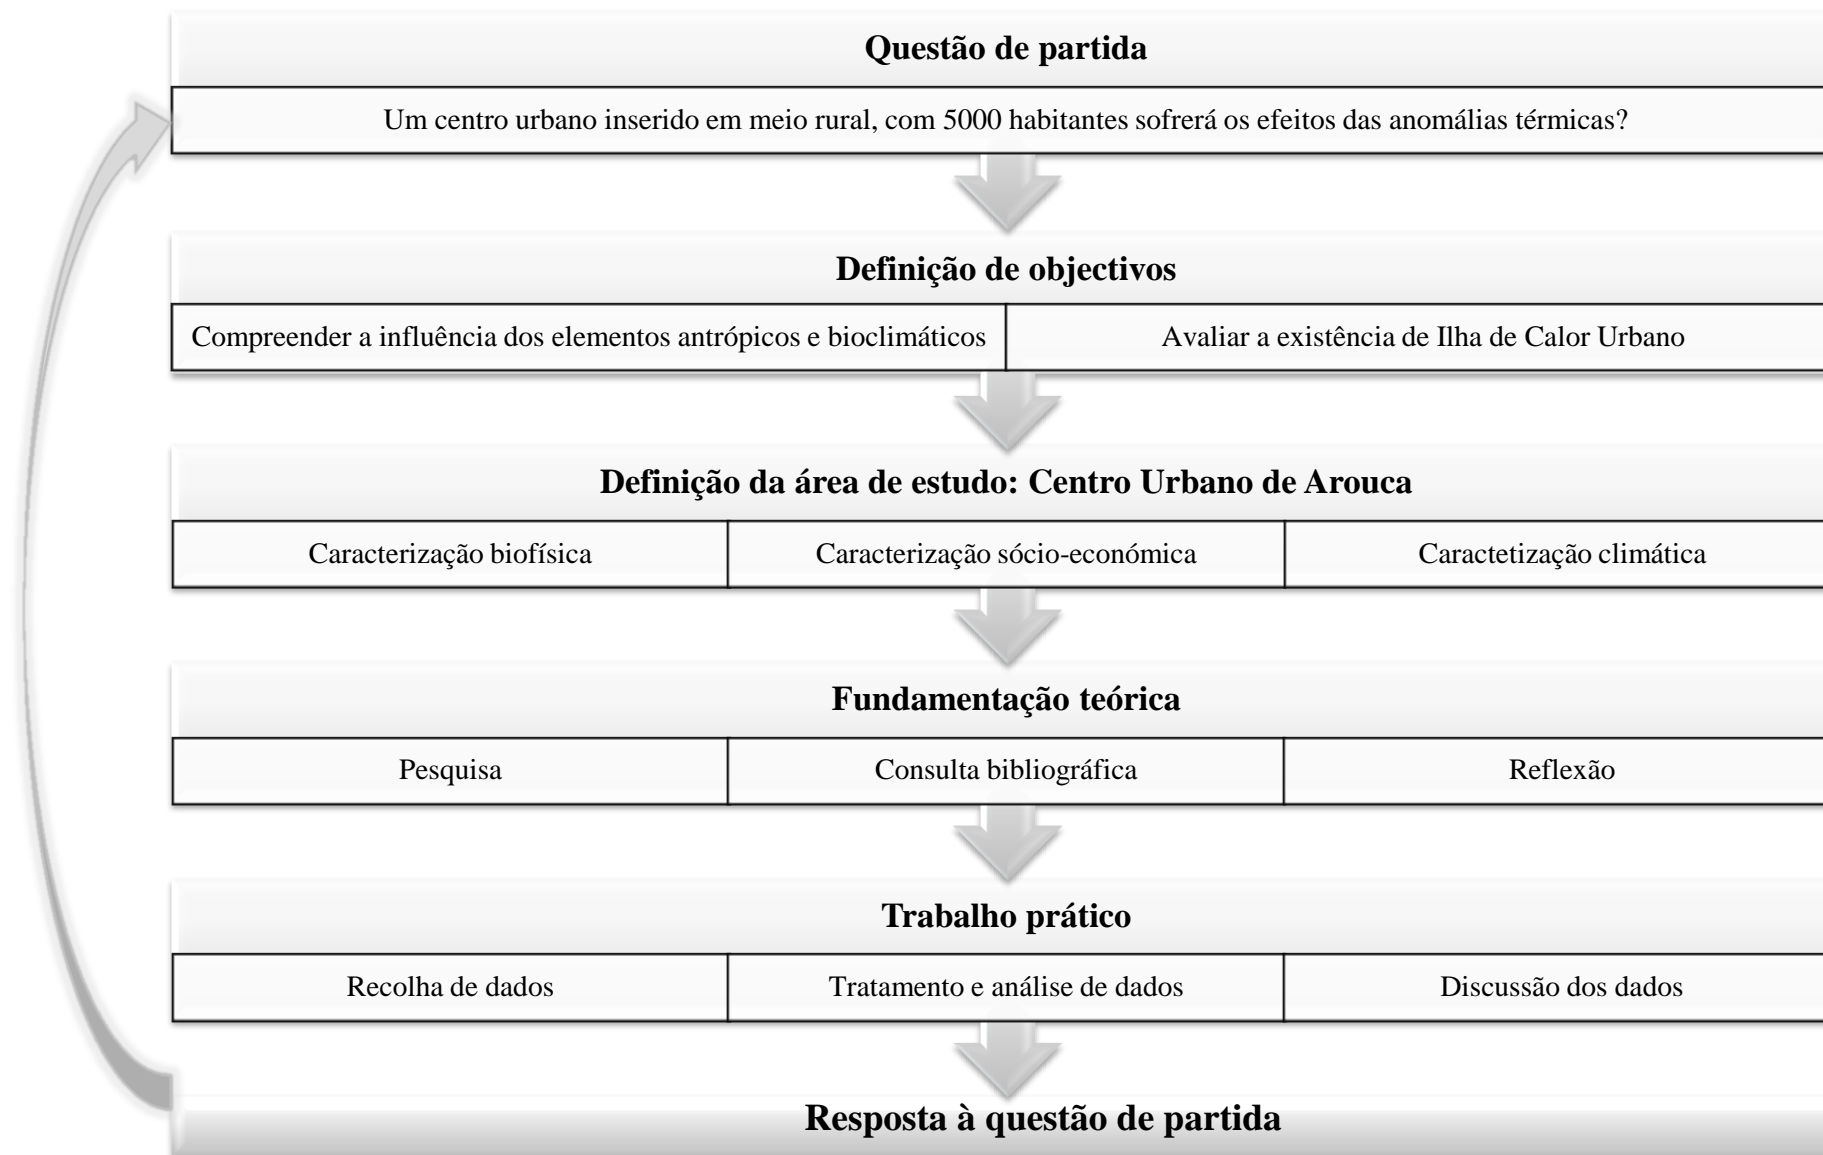 Questão de partida
Um centro urbano inserido em meio rural, com 5000 habitantes sofrerá os efeitos das anomálias térmicas?
Definição de objectivos
Compreender a influência dos elementos antrópicos e bioclimáticos
Avaliar a existência de Ilha de Calor Urbano
Definição da área de estudo: Centro Urbano de Arouca
Caracterização biofísica
Caracterização sócio-económica
Caractetização climática
Fundamentação teórica
Pesquisa
Consulta bibliográfica
Reflexão
Trabalho prático
Recolha de dados
Tratamento e análise de dados
Discussão dos dados
Resposta à questão de partida